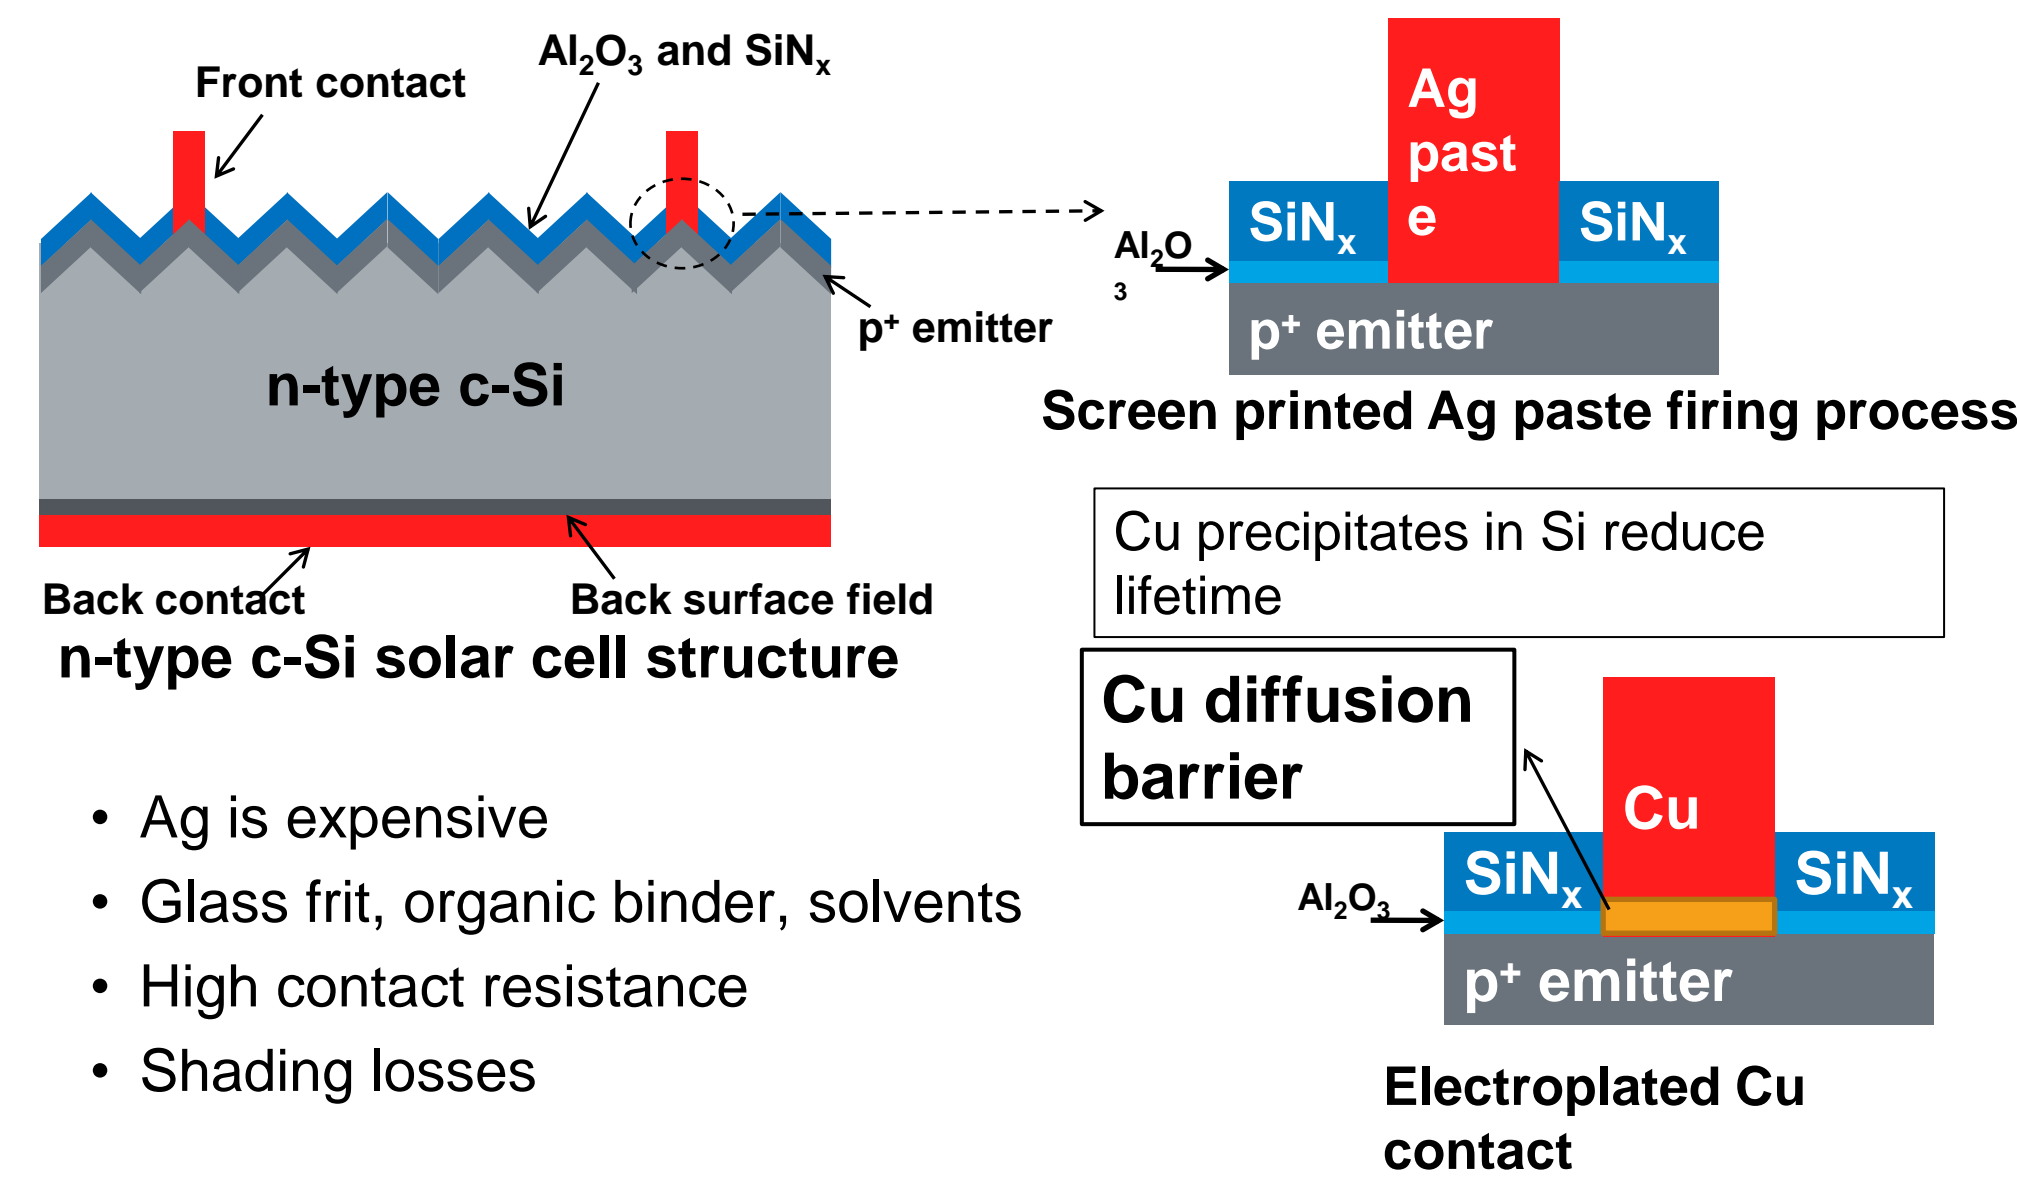 Front contact
Al₂O₃ and SiNₓ
p⁺ emitter
n-type c-Si
Back contact
Back surface field
n-type c-Si solar cell structure
Ag
past
e
SiNₓ
SiNₓ
Al₂O
₃
p⁺ emitter
Screen printed Ag paste firing process
Cu precipitates in Si reduce
lifetime
Cu diffusion
barrier
Cu
SiNₓ
SiNₓ
Al₂O₃
p⁺ emitter
Electroplated Cu
contact
• Ag is expensive
• Glass frit, organic binder, solvents
• High contact resistance
• Shading losses